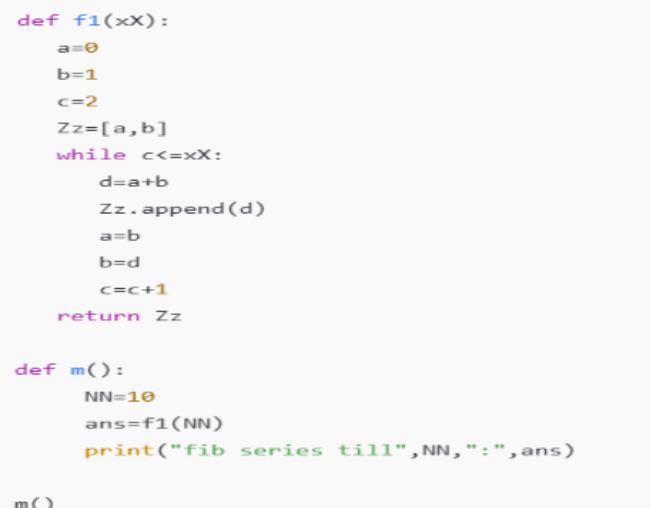 def f1(xX):
    a=0
    b=1
    c=2
    Zz=[a,b]
    while c<=xX:
        d=a+b
        Zz.append(d)
        a=b
        b=d
        c=c+1
    return Zz

def m():
      NN=10
      ans=f1(NN)
      print("fib series till",NN,":",ans)

m()